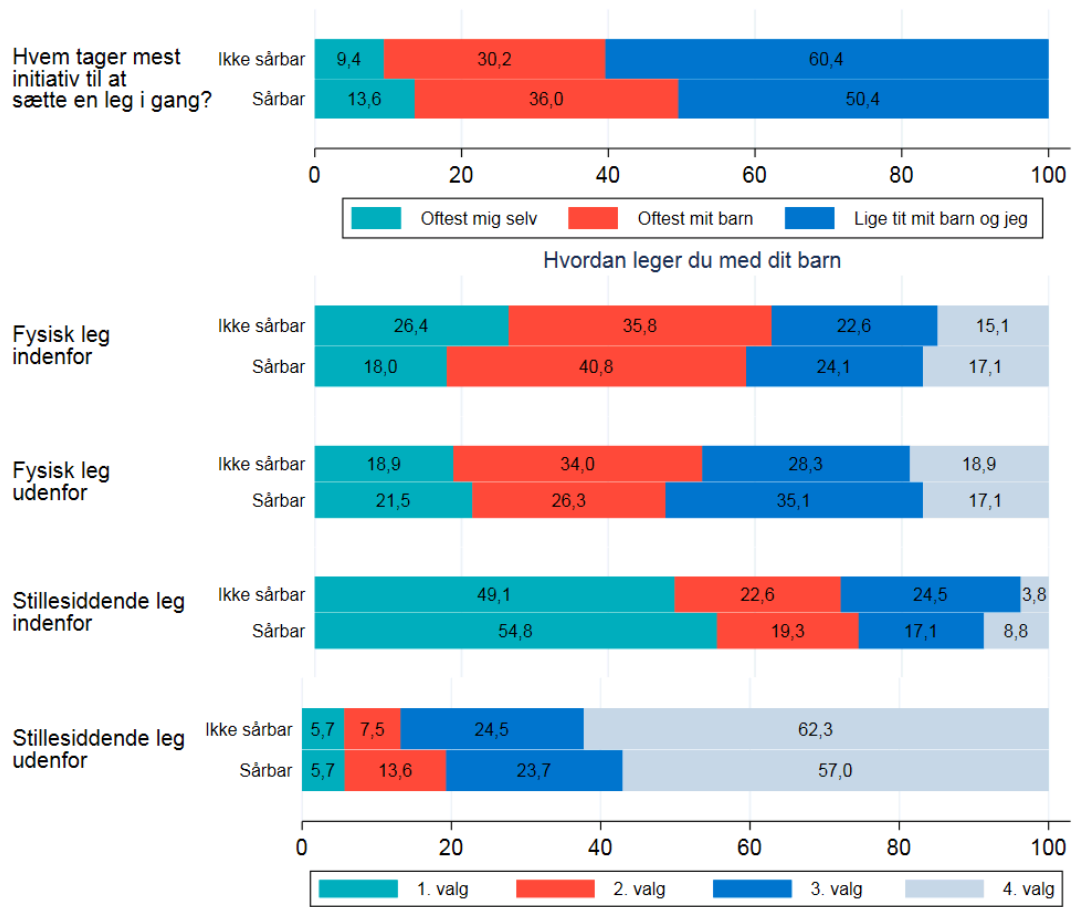 Hvem tager mest
initiativ til at
sætte en leg i gang?
Ikke sårbar 9,4 30,2 60,4
Sårbar 13,6 36,0 50,4
0 20 40 60 80 100
Oftest mig selv Oftest mit barn Lige tit mit barn og jeg
Hvordan leger du med dit barn
Fysisk leg
indenfor
Ikke sårbar 26,4 35,8 22,6 15,1
Sårbar 18,0 40,8 24,1 17,1
Fysisk leg
udenfor
Ikke sårbar 18,9 34,0 28,3 18,9
Sårbar 21,5 26,3 35,1 17,1
Stillesiddende leg
indenfor
Ikke sårbar 49,1 22,6 24,5 3,8
Sårbar 54,8 19,3 17,1 8,8
Stillesiddende leg
udenfor
Ikke sårbar 5,7 7,5 24,5 62,3
Sårbar 5,7 13,6 23,7 57,0
0 20 40 60 80 100
1. valg 2. valg 3. valg 4. valg